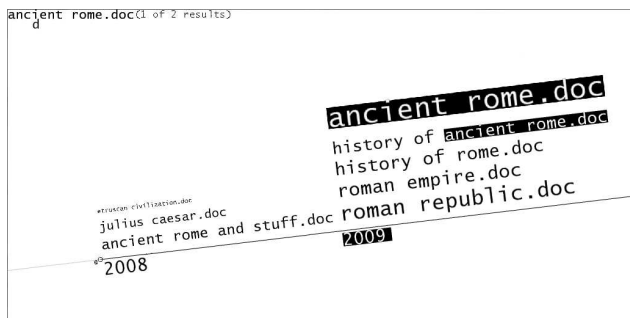 ancient rome.doc(1 of 2 results)
d
ancient rome.doc
history of ancient rome.doc
history of rome.doc
roman empire.doc
roman republic.doc
2009
etruscan civilization.doc
julius caesar.doc
ancient rome and stuff.doc
2008